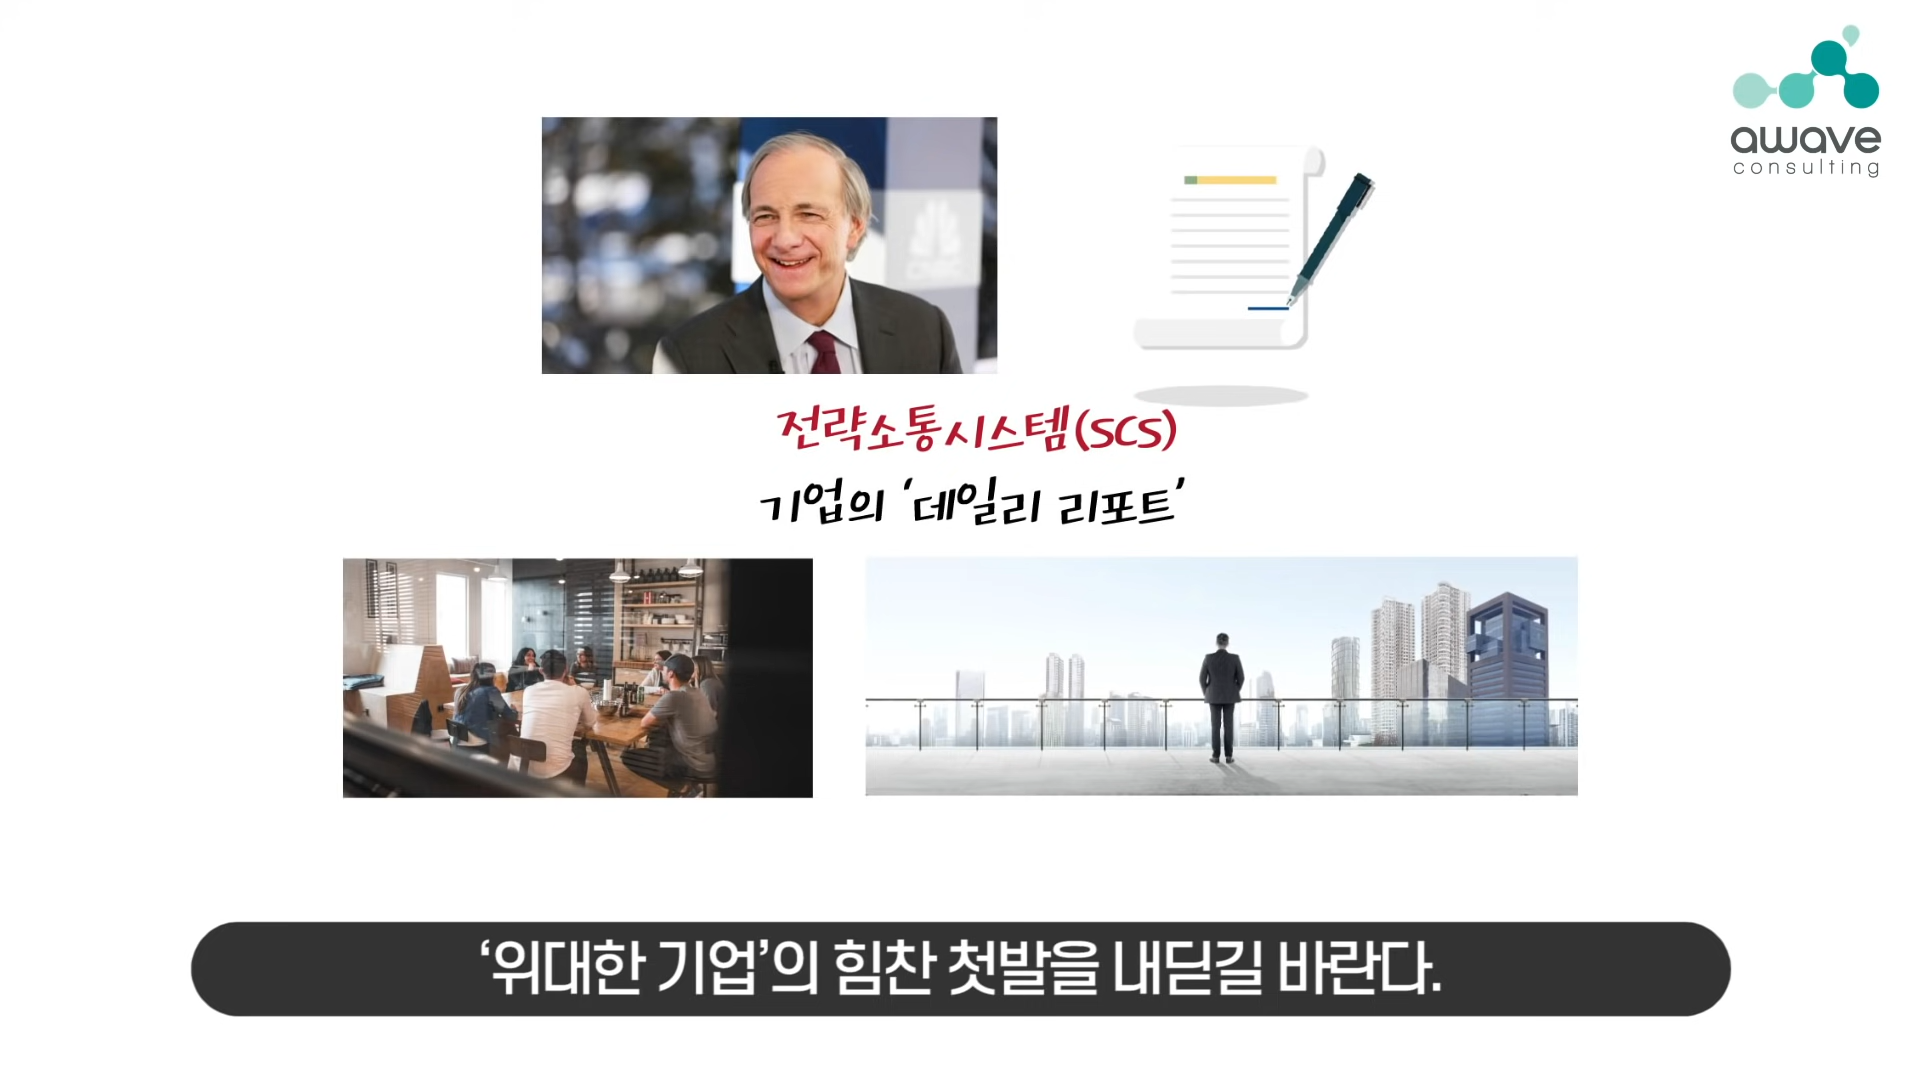 awave
consulting
전략소통시스템(SCS)
기업의 ‘데일리 리포트’
‘위대한 기업’의 힘찬 첫발을 내딛길 바란다.